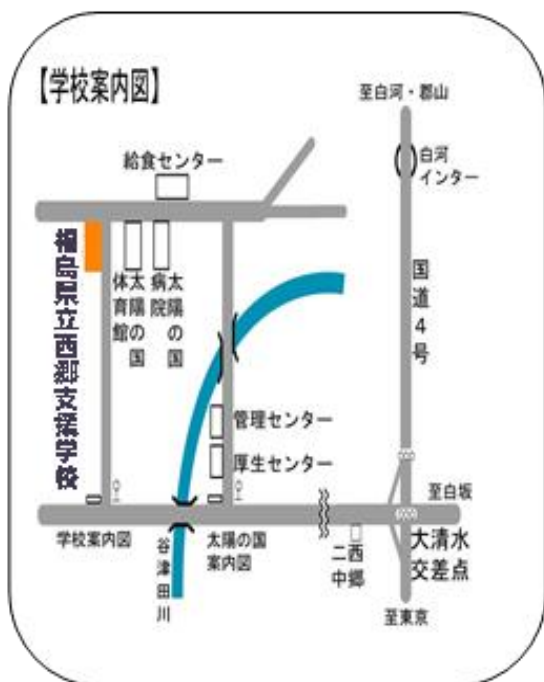 【学校案内図】
至白河・郡山
給食センター
白河
インター
福島県立西郷支援学校
太陽の国
体育館
太陽の国
病院
国道4号
管理センター
厚生センター
至白坂
学校案内図
太陽の国
案内図
谷津田川
西郷
二中
大清水
交差点
至東京